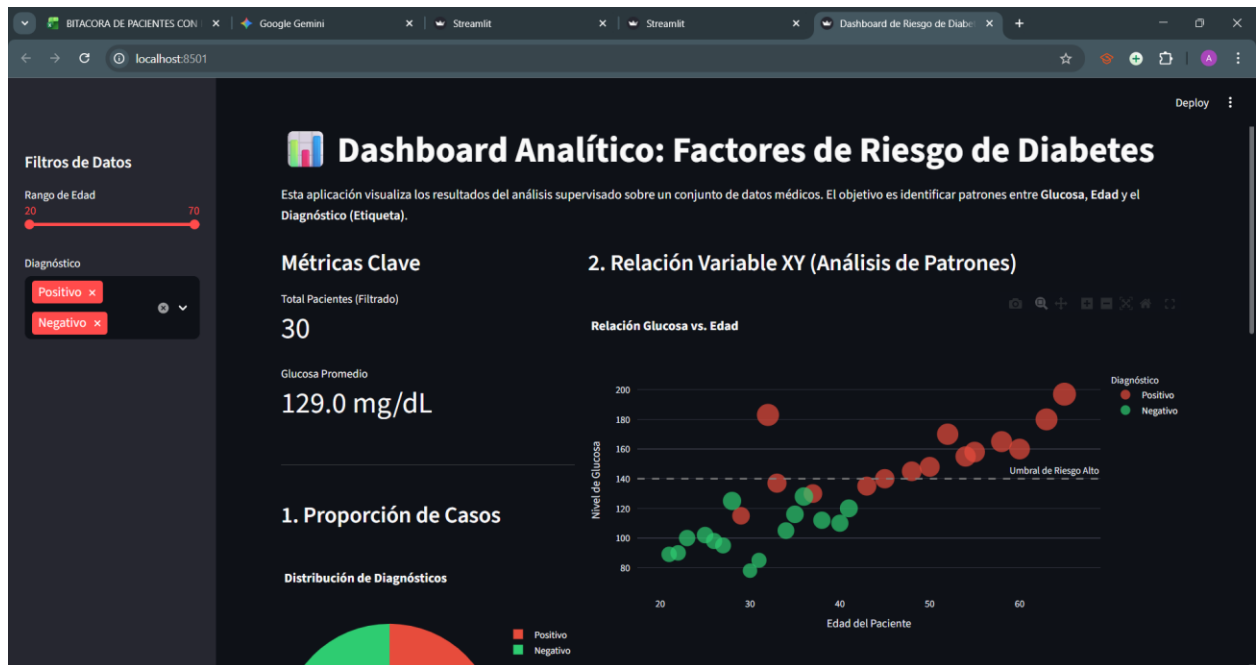 BITACORA DE PACIENTES CON
Google Gemini
Streamlit
Streamlit
Dashboard de Riesgo de Diabet
localhost:8501
A
Deploy
Filtros de Datos
Rango de Edad
20 70
Diagnóstico
Positivo
Negativo
Dashboard Analítico: Factores de Riesgo de Diabetes
Esta aplicación visualiza los resultados del análisis supervisado sobre un conjunto de datos médicos. El objetivo es identificar patrones entre Glucosa, Edad y el
Diagnóstico (Etiqueta).
Métricas Clave
Total Pacientes (Filtrado)
30
Glucosa Promedio
129.0 mg/dL
1. Proporción de Casos
Distribución de Diagnósticos
Positivo
Negativo
2. Relación Variable XY (Análisis de Patrones)
Relación Glucosa vs. Edad
Diagnóstico
Positivo
Negativo
Nivel de Glucosa
200
180
160
140
120
100
80
Umbral de Riesgo Alto
20 30 40 50 60
Edad del Paciente